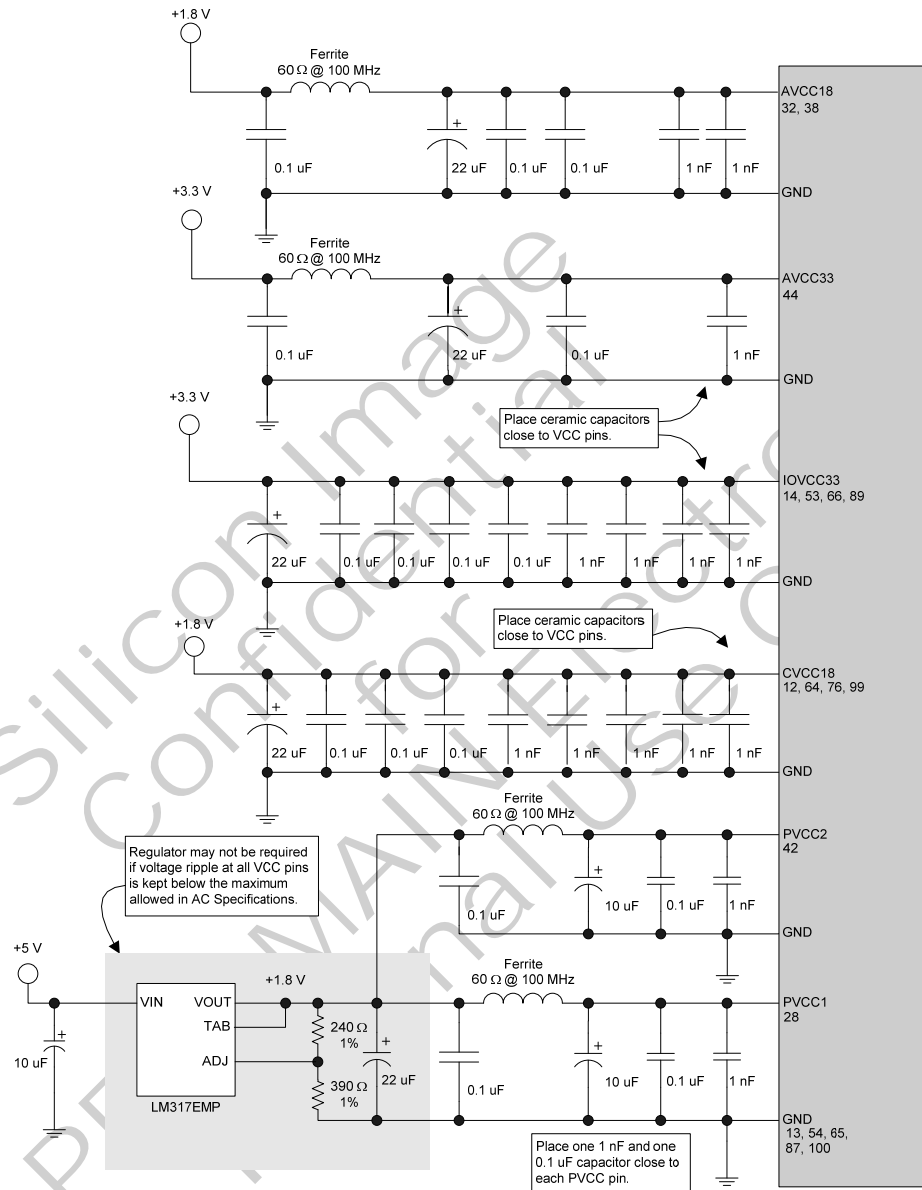 +1.8 V
Ferrite
60 Ω @ 100 MHz
AVCC18
32, 38
+
0.1 uF
22 uF
0.1 uF
0.1 uF
1 nF
1 nF
GND
+3.3 V
Ferrite
60 Ω @ 100 MHz
AVCC33
44
+
0.1 uF
22 uF
0.1 uF
1 nF
GND
+3.3 V
Place ceramic capacitors
close to VCC pins.
IOVCC33
14, 53, 66, 89
+
22 uF
0.1 uF
0.1 uF
0.1 uF
0.1 uF
1 nF
1 nF
1 nF
1 nF
GND
+1.8 V
Place ceramic capacitors
close to VCC pins.
CVCC18
12, 64, 76, 99
+
22 uF
0.1 uF
0.1 uF
0.1 uF
1 nF
1 nF
1 nF
1 nF
1 nF
GND
Ferrite
60 Ω @ 100 MHz
PVCC2
42
+
0.1 uF
10 uF
0.1 uF
1 nF
GND
Regulator may not be required
if voltage ripple at all VCC pins
is kept below the maximum
allowed in AC Specifications.
+5 V
+1.8 V
Ferrite
60 Ω @ 100 MHz
VIN
VOUT
TAB
ADJ
LM317EMP
+
10 uF
240 Ω
1%
390 Ω
1%
+
22 uF
0.1 uF
+
10 uF
0.1 uF
1 nF
PVCC1
28
GND
13, 54, 65,
87, 100
Place one 1 nF and one
0.1 uF capacitor close to
each PVCC pin.
Silicon Image
Confidential
for